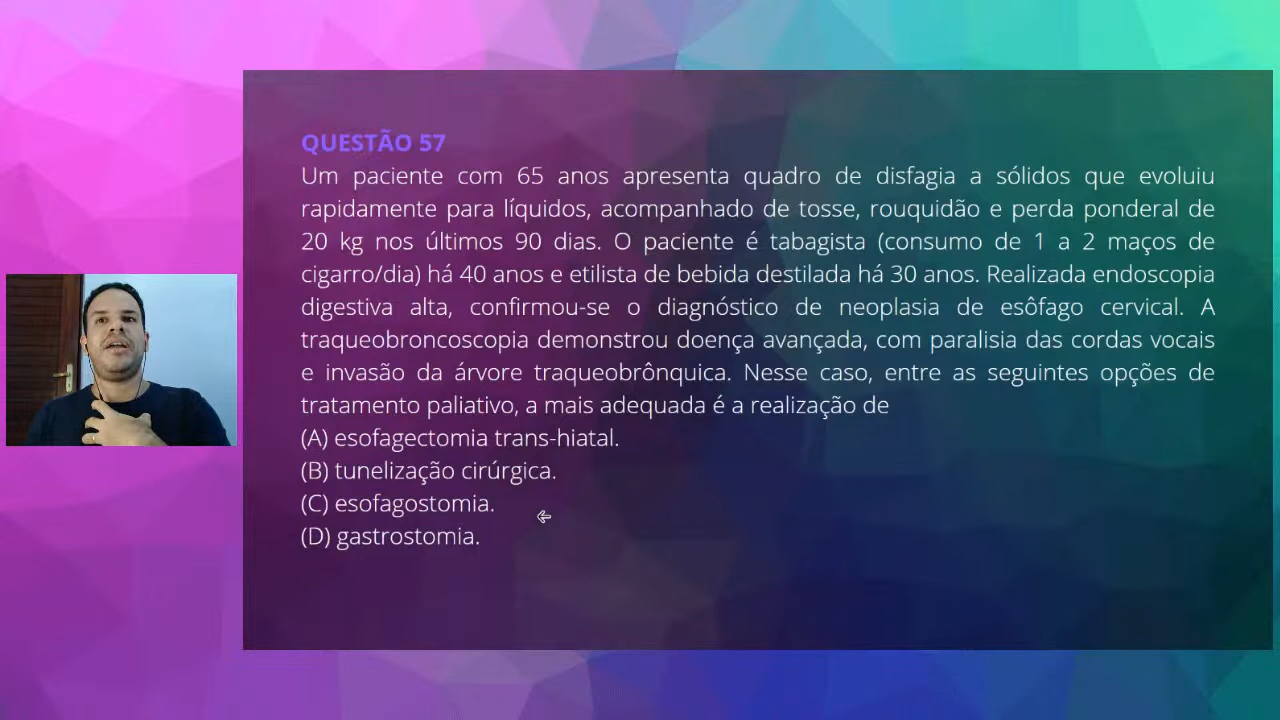 QUESTÃO 57
Um paciente com 65 anos apresenta quadro de disfagia a sólidos que evoluiu
rapidamente para líquidos, acompanhado de tosse, rouquidão e perda ponderal de
20 kg nos últimos 90 dias. O paciente é tabagista (consumo de 1 a 2 maços de
cigarro/dia) há 40 anos e etilista de bebida destilada há 30 anos. Realizada endoscopia
digestiva alta, confirmou-se o diagnóstico de neoplasia de esôfago cervical. A
traqueobroncoscopia demonstrou doença avançada, com paralisia das cordas vocais
e invasão da árvore traqueobrônquica. Nesse caso, entre as seguintes opções de
tratamento paliativo, a mais adequada é a realização de
(A) esofagectomia trans-hiatal.
(B) tunelização cirúrgica.
(C) esofagostomia.
(D) gastrostomia.